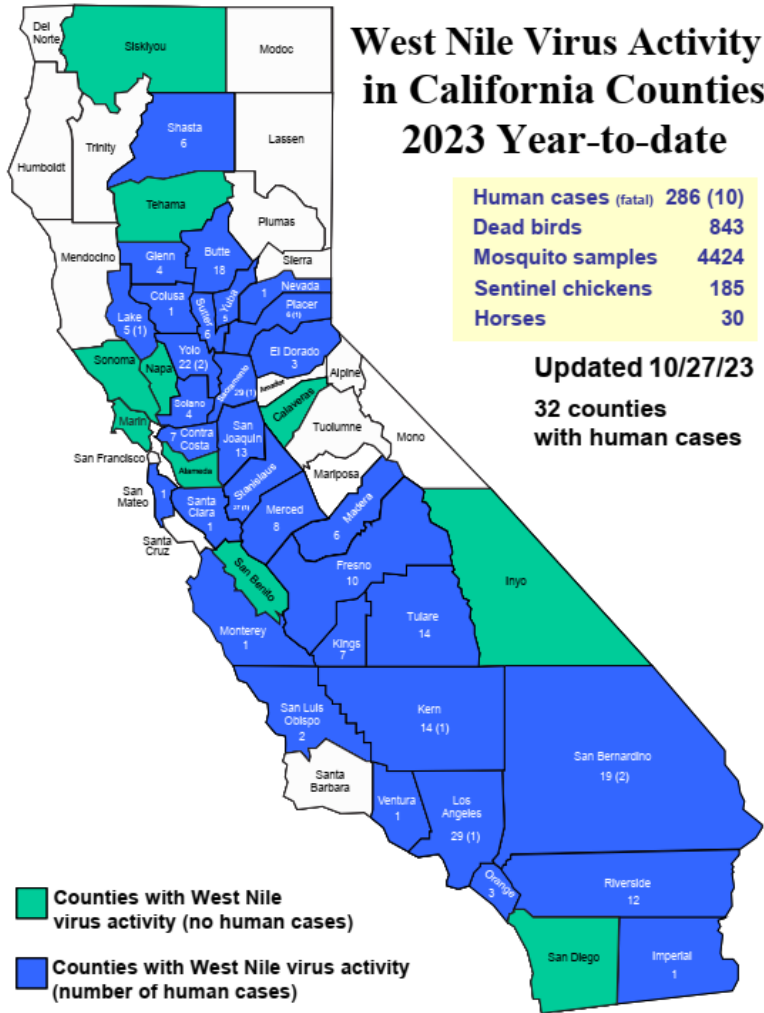 West Nile Virus Activity
in California Counties
2023 Year-to-date
Human cases (fatal) 286 (10)
Dead birds 843
Mosquito samples 4424
Sentinel chickens 185
Horses 30
Updated 10/27/23
32 counties
with human cases
Del
Norte
Siskiyou
Modoc
Humboldt
Trinity
Shasta
6
Lassen
Tehama
Plumas
Mendocino
Glenn
4
Butte
18
Sierra
Colusa
1
Sutter
6
Yuba
5
1 Nevada
Placer
6 (1)
Lake
5 (1)
Yolo
22 (2)
El Dorado
3
Sonoma
Napa
Sacramento
29 (1)
Amador
Alpine
Solano
4
Calaveras
Marin
7 Contra
Costa
San
Joaquin
13
Tuolumne
Mono
San Francisco
Alameda
Stanislaus
Mariposa
San
Mateo
1
Santa
Clara
1
Merced
8
Madera
6
Santa
Cruz
San Benito
Fresno
10
Inyo
Monterey
1
Kings
7
Tulare
14
San Luis
Obispo
2
Kern
14 (1)
San Bernardino
19 (2)
Santa
Barbara
Ventura
1
Los
Angeles
29 (1)
Orange
3
Riverside
12
San Diego
Imperial
1
Counties with West Nile
virus activity (no human cases)
Counties with West Nile virus activity
(number of human cases)